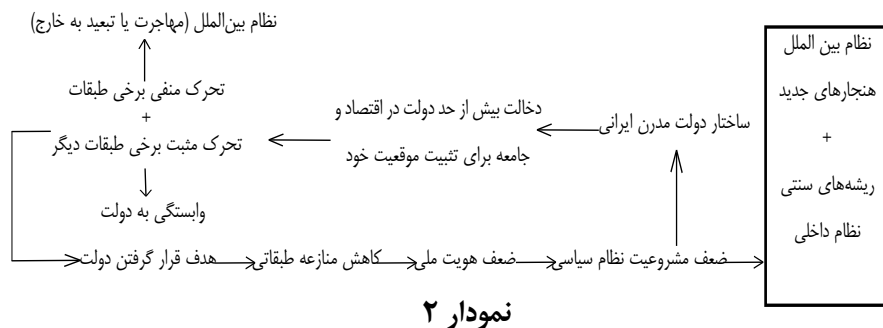 نظام بین الملل
هنجارهای جدید
+
ریشه‌های سنتی
نظام داخلی
ساختار دولت مدرن ایرانی
دخالت بیش از حد دولت در اقتصاد و
جامعه برای تثبیت موقعیت خود
نظام بین‌الملل (مهاجرت یا تبعید به خارج)
تحرک منفی برخی طبقات
+
تحرک مثبت برخی طبقات دیگر
وابستگی به دولت
هدف قرار گرفتن دولت
کاهش منازعه طبقاتی
ضعف هویت ملی
ضعف مشروعیت نظام سیاسی
نمودار ۲